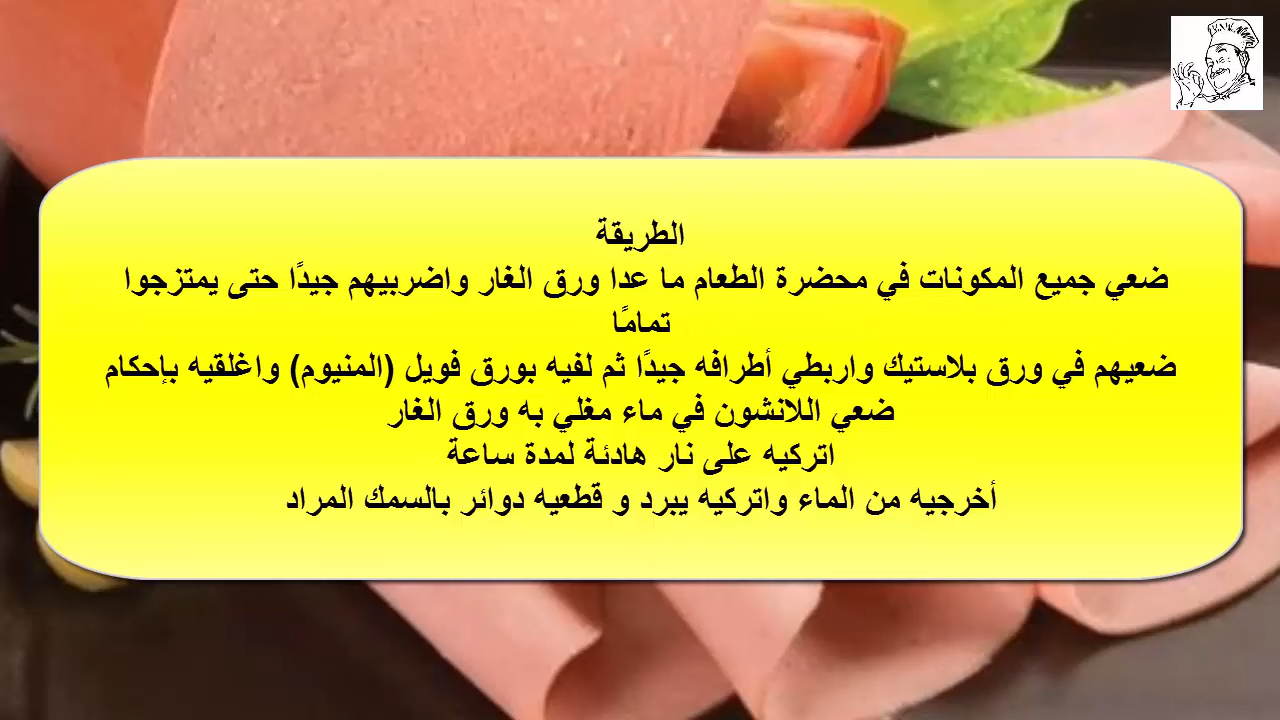 الطريقة
ضعي جميع المكونات في محضرة الطعام ما عدا ورق الغار واضربيهم جيدًا حتى يمتزجوا
تمامًا
ضعيهم في ورق بلاستيك واربطي أطرافه جيدًا ثم لفيه بورق فويل (المنيوم) واغلقيه بإحكام
ضعي اللانشون في ماء مغلي به ورق الغار
اتركيه على نار هادئة لمدة ساعة
أخرجيه من الماء واتركيه يبرد و قطعيه دوائر بالسمك المراد